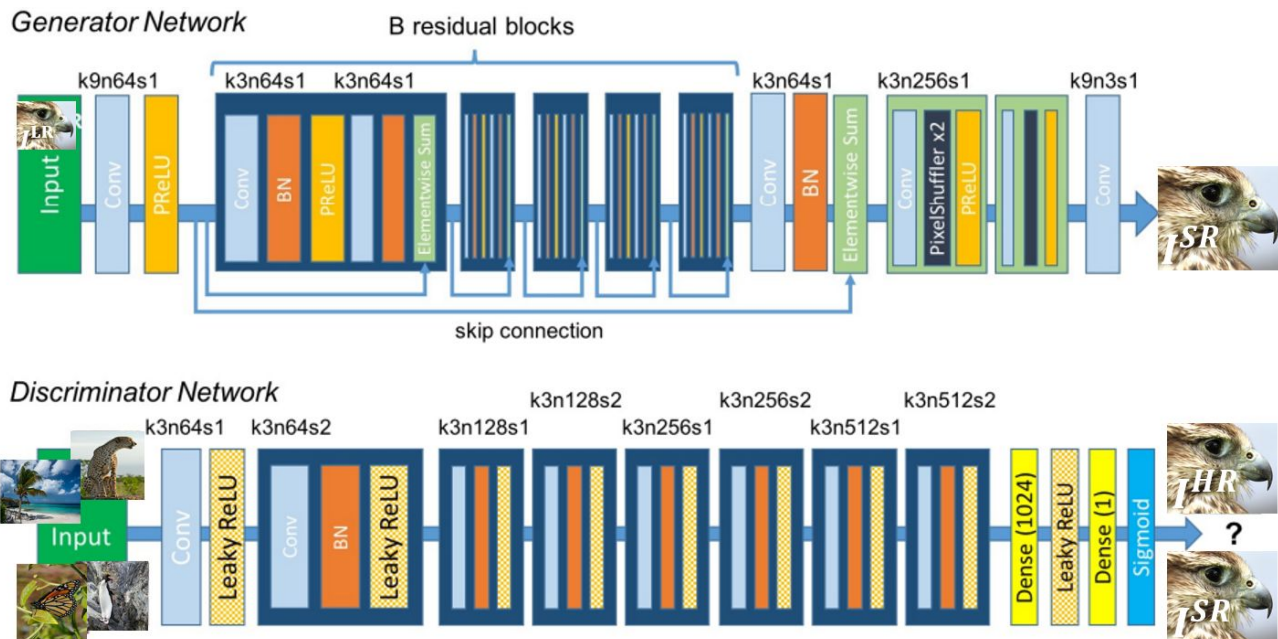 Generator Network
B residual blocks
k9n64s1
k3n64s1
k3n64s1
k3n64s1
k3n256s1
k9n3s1
I^LR
Input
Conv
PReLU
Conv
BN
PReLU
Elementwise Sum
Conv
BN
Elementwise Sum
Conv
PixelShuffler x2
PReLU
Conv
I^SR
skip connection
Discriminator Network
k3n64s1
k3n64s2
k3n128s1
k3n128s2
k3n256s1
k3n256s2
k3n512s1
k3n512s2
Input
Conv
Leaky ReLU
Conv
BN
Leaky ReLU
Dense (1024)
Leaky ReLU
Dense (1)
Sigmoid
I^HR
?
I^SR